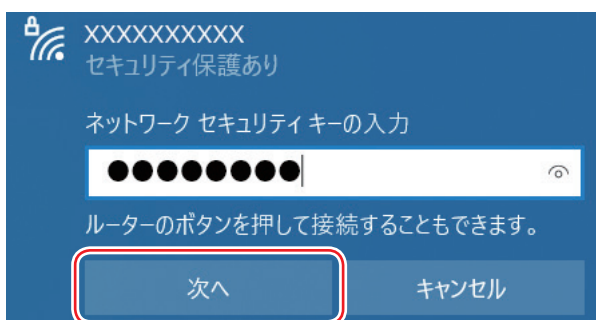 XXXXXXXXXX
セキュリティ保護あり
ネットワーク セキュリティ キーの入力
●●●●●●●●
ルーターのボタンを押して接続することもできます。
次へ キャンセル